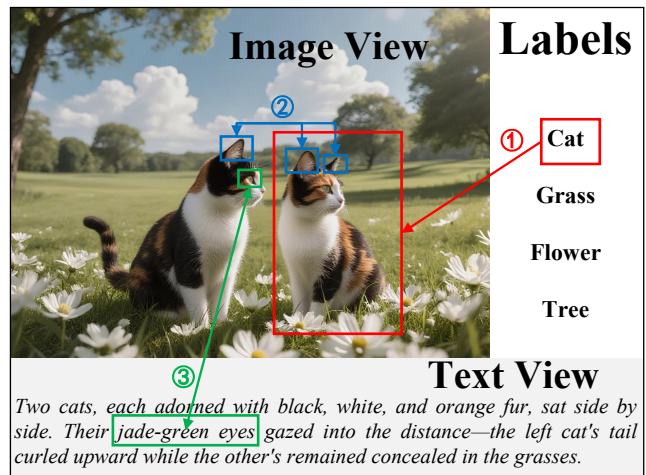 Image View
Labels
②
①
Cat
Grass
Flower
Tree
③
Text View
Two cats, each adorned with black, white, and orange fur, sat side by
side. Their jade-green eyes gazed into the distance—the left cat's tail
curled upward while the other's remained concealed in the grasses.